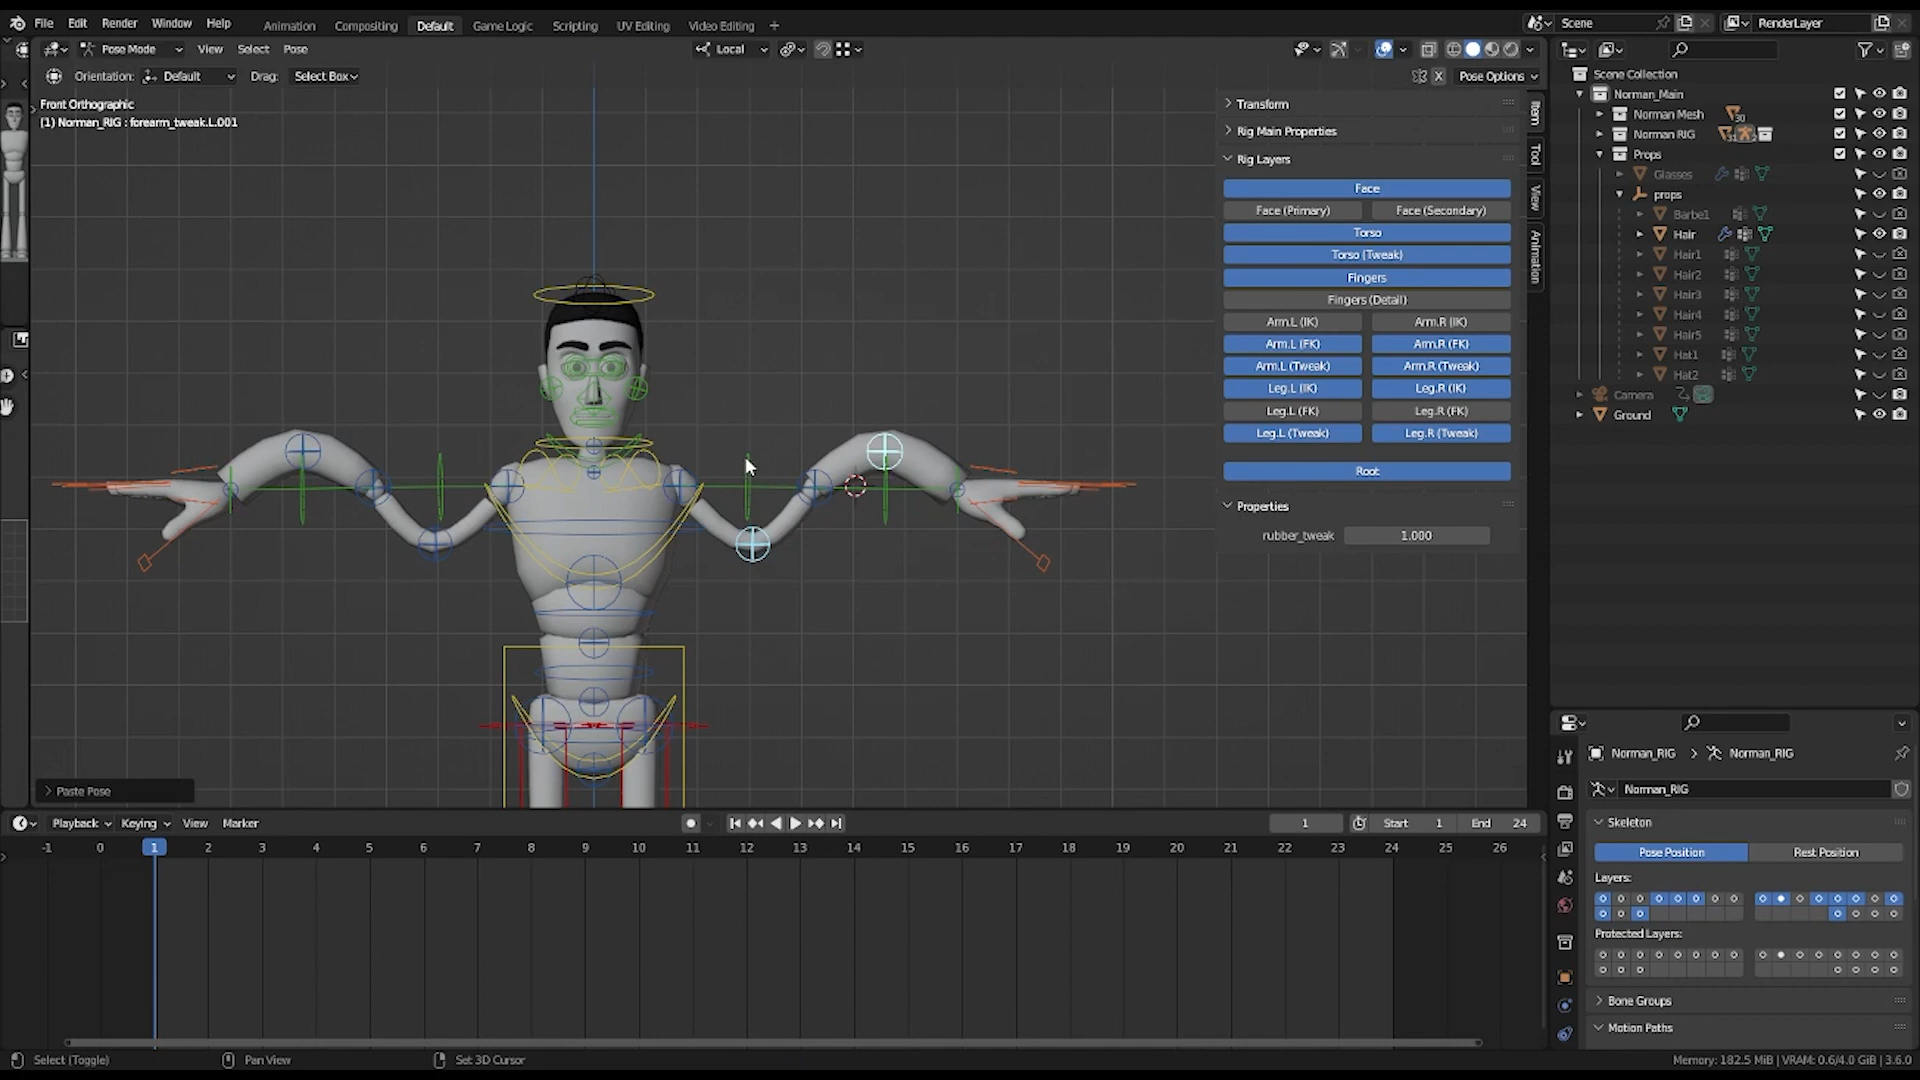 File Edit Render Window Help Animation Compositing Default Game Logic Scripting UV Editing Video Editing + Scene RenderLayer
Pose Mode View Select Pose Local
Orientation: Default Drag: Select Box X Pose Options
Front Orthographic
(1) Norman_RIG : forearm_tweak.L.001
Transform
Rig Main Properties
Rig Layers
Face
Face (Primary) Face (Secondary)
Torso
Torso (Tweak)
Fingers
Fingers (Detail)
Arm.L (IK) Arm.R (IK)
Arm.L (FK) Arm.R (FK)
Arm.L (Tweak) Arm.R (Tweak)
Leg.L (IK) Leg.R (IK)
Leg.L (FK) Leg.R (FK)
Leg.L (Tweak) Leg.R (Tweak)
Root
Properties
rubber_tweak 1.000
Item
Tool
View
Animation
Scene Collection
Norman_Main
Norman Mesh 30
Norman RIG
Props
Glasses
props
Barbe1
Hair
Hair1
Hair2
Hair3
Hair4
Hair5
Hat1
Hat2
Camera
Ground
Paste Pose
Norman_RIG > Norman_RIG
Norman_RIG
Skeleton
Pose Position Rest Position
Layers:
Protected Layers:
Bone Groups
Motion Paths
Playback Keying View Marker 1 Start 1 End 24
-1 0 1 2 3 4 5 6 7 8 9 10 11 12 13 14 15 16 17 18 19 20 21 22 23 24 25 26
Select (Toggle) Pan View Set 3D Cursor Memory: 182.5 MiB | VRAM: 0.6/4.0 GiB | 3.6.0